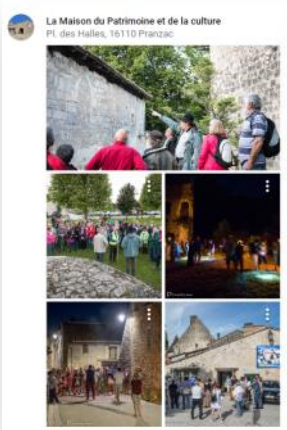 La Maison du Patrimoine et de la culture
Pl. des Halles, 16110 Pranzac